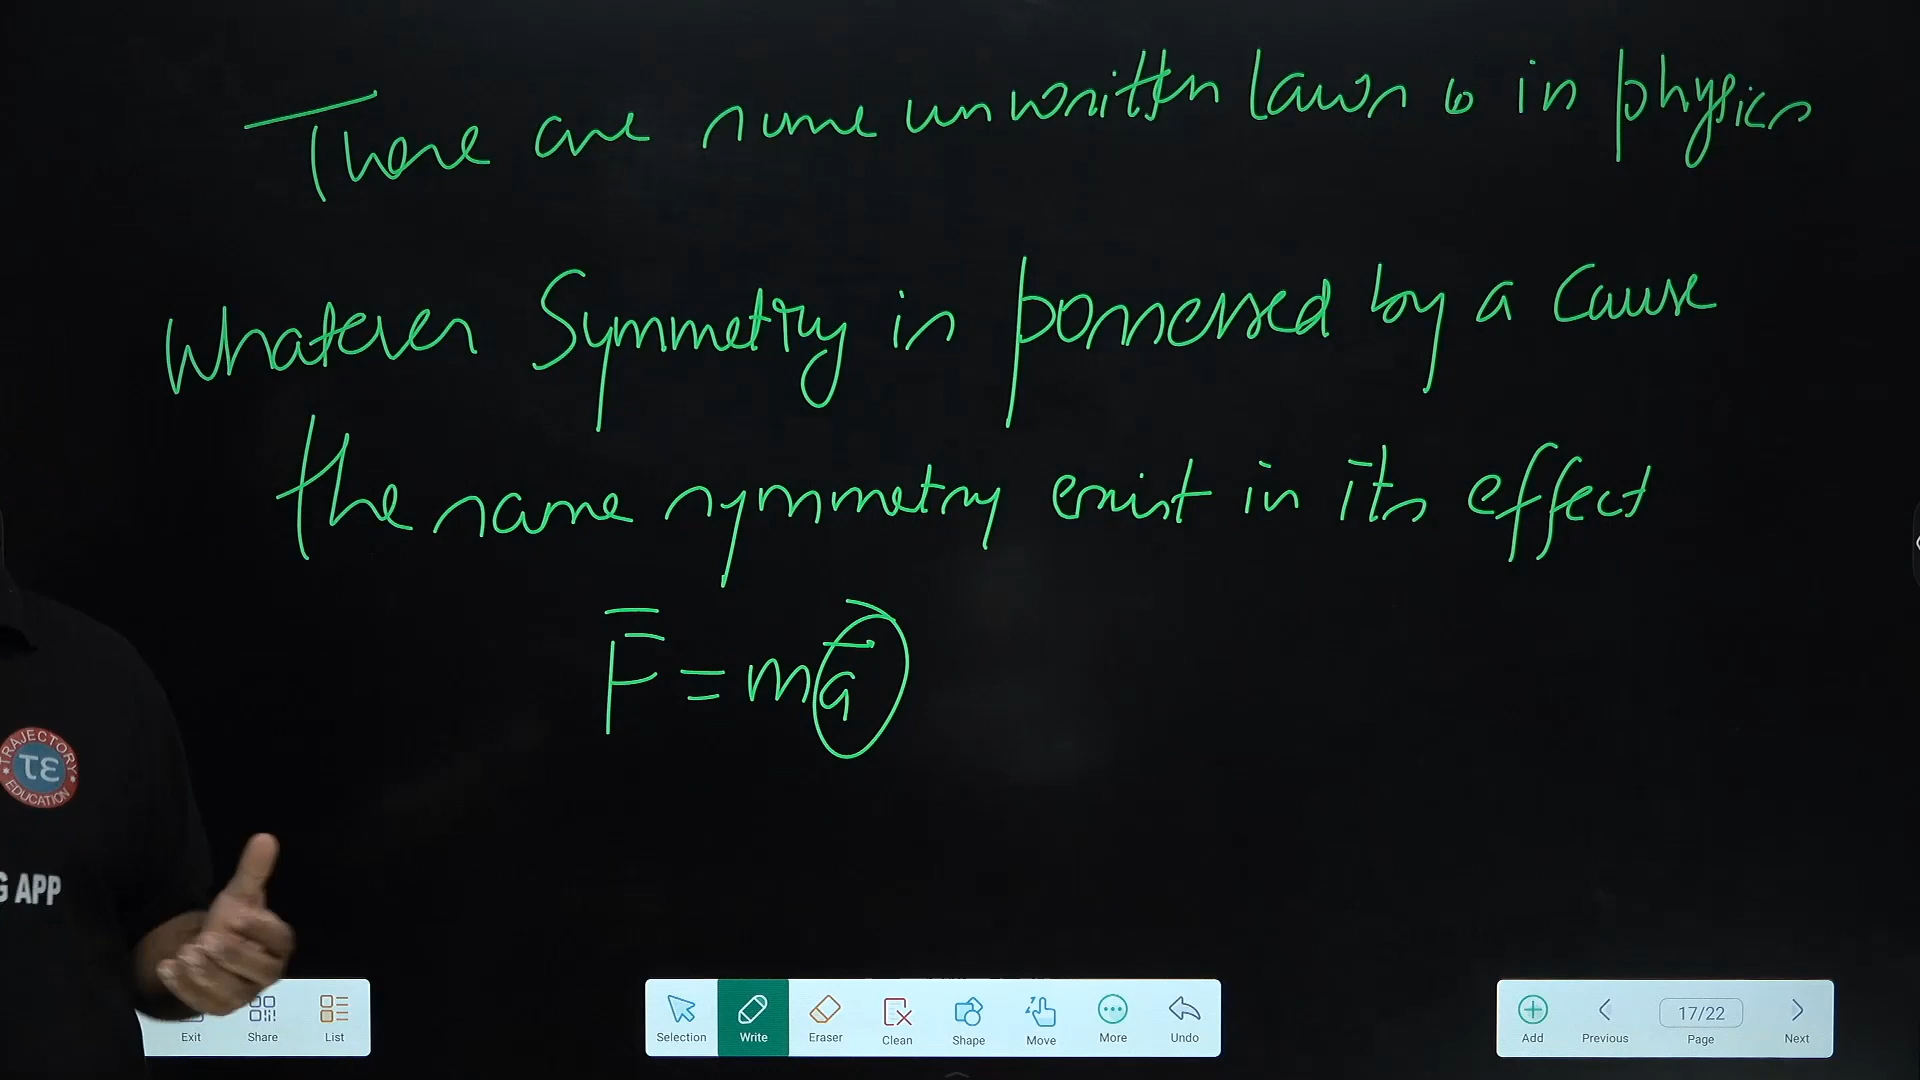 There are some unwritten laws in physics
Whatever Symmetry is possessed by a cause
the same symmetry exist in its effect
F = ma
TRAJECTORY
TE
EDUCATION
G APP
Exit
Share
List
Selection
Write
Eraser
Clean
Shape
Move
More
Undo
Add
Previous
17/22
Page
Next